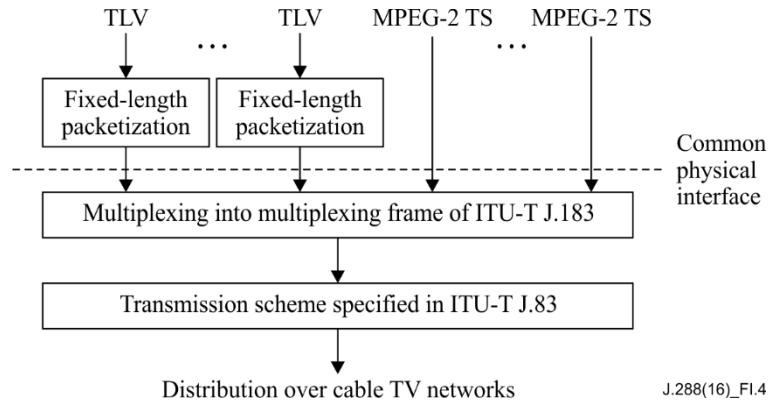 TLV ... TLV MPEG-2 TS ... MPEG-2 TS
Fixed-length
packetization
Fixed-length
packetization
Common
physical
interface
Multiplexing into multiplexing frame of ITU-T J.183
Transmission scheme specified in ITU-T J.83
Distribution over cable TV networks
J.288(16)_FI.4